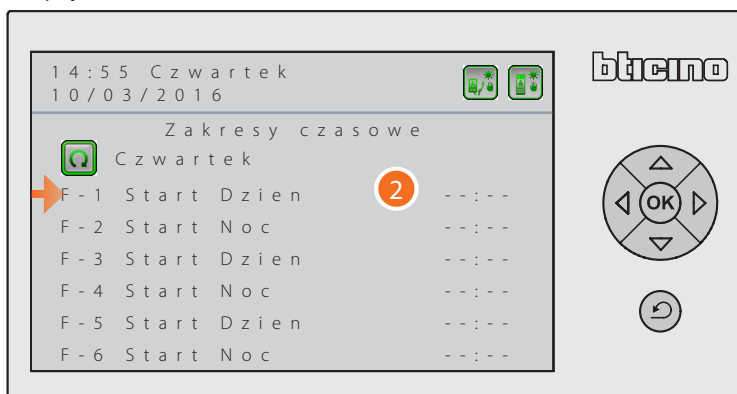 14:55 Czwartek
10/03/2016
bticino
Zakresy czasowe
Czwartek
F-1 Start Dzien 2 --:--
F-2 Start Noc --:--
F-3 Start Dzien --:--
F-4 Start Noc --:--
F-5 Start Dzien --:--
F-6 Start Noc --:--
OK